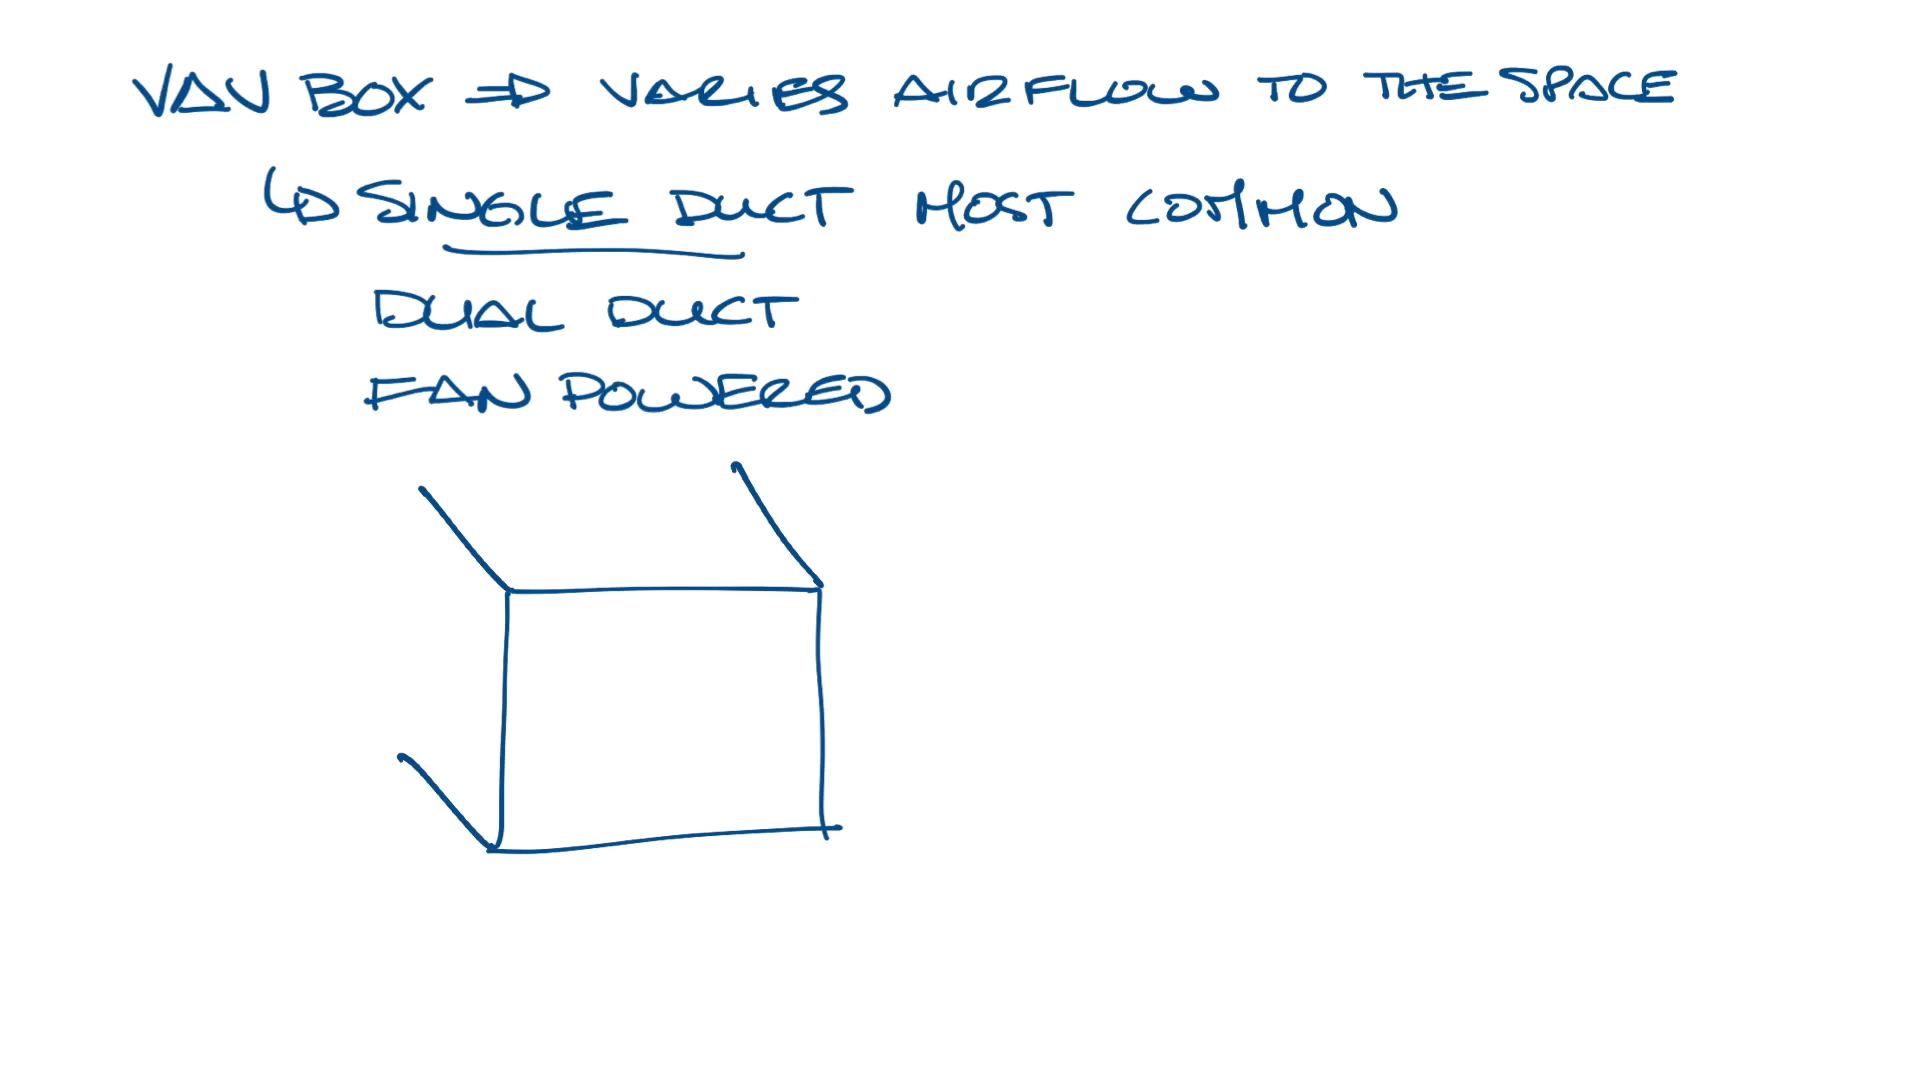 VAV BOX ⇒ VARIES AIRFLOW TO THE SPACE
↳ SINGLE DUCT MOST COMMON
DUAL DUCT
FAN POWERED